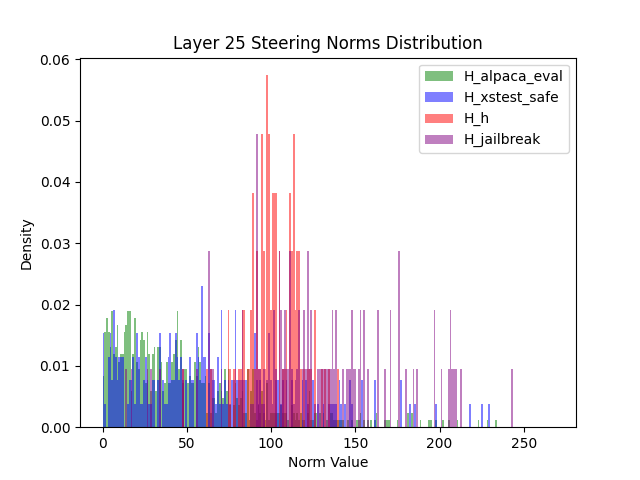 Layer 25 Steering Norms Distribution
0.06
0.05
0.04
0.03
0.02
0.01
0.00
Density
H_alpaca_eval
H_xstest_safe
H_h
H_jailbreak
0 50 100 150 200 250
Norm Value